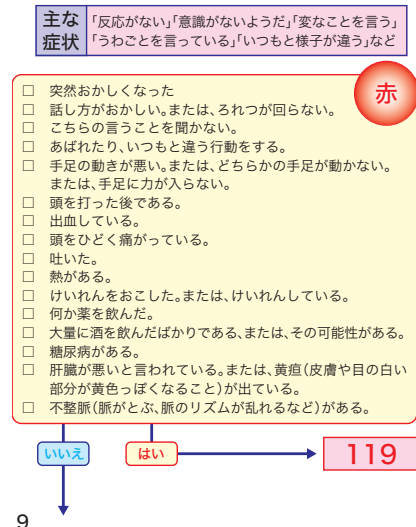 主な
症状
「反応がない」「意識がないようだ」「変なことを言う」
「うわごとを言っている」「いつもと様子が違う」など
赤
□ 突然おかしくなった
□ 話し方がおかしい。または、ろれつが回らない。
□ こちらの言うことを聞かない。
□ あばれたり、いつもと違う行動をする。
□ 手足の動きが悪い。または、どちらかの手足が動かない。
または、手足に力が入らない。
□ 頭を打った後である。
□ 出血している。
□ 頭をひどく痛がっている。
□ 吐いた。
□ 熱がある。
□ けいれんをおこした。または、けいれんしている。
□ 何か薬を飲んだ。
□ 大量に酒を飲んだばかりである、または、その可能性がある。
□ 糖尿病がある。
□ 肝臓が悪いと言われている。または、黄疸(皮膚や目の白い
部分が黄色っぽくなること)が出ている。
□ 不整脈(脈がとぶ、脈のリズムが乱れるなど)がある。
いいえ
はい
119
9